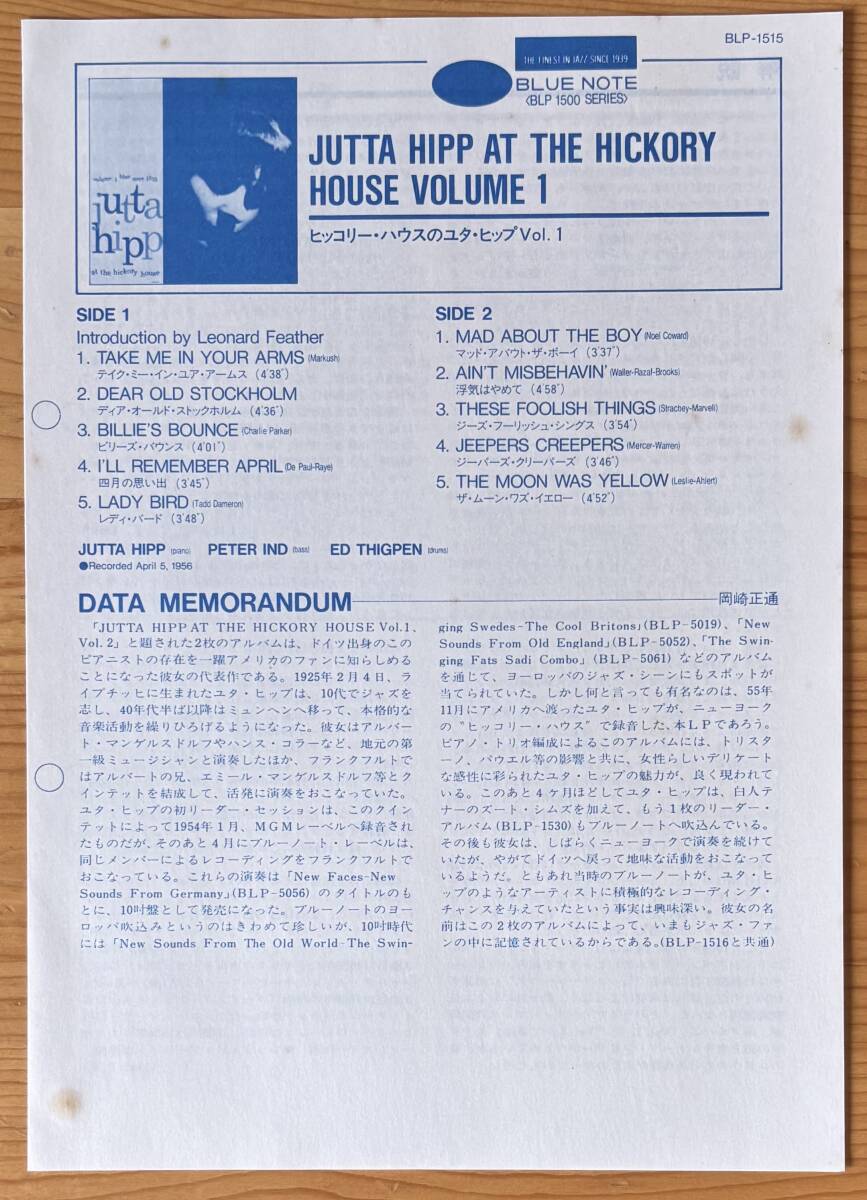 BLP-1515
THE FINEST IN JAZZ SINCE 1939
BLUE NOTE
〈BLP 1500 SERIES〉
jutta
hipp
at the hickory house
JUTTA HIPP AT THE HICKORY
HOUSE VOLUME 1
ヒッコリー・ハウスのユタ・ヒップVol. 1
SIDE 1
Introduction by Leonard Feather
1. TAKE ME IN YOUR ARMS (Markush)
テイク・ミー・イン・ユア・アームス (4'38")
2. DEAR OLD STOCKHOLM
ディア・オールド・ストックホルム (4'36")
3. BILLIE'S BOUNCE (Charlie Parker)
ビリーズ・バウンス (4'01")
4. I'LL REMEMBER APRIL (De Paul-Raye)
四月の思い出 (3'45")
5. LADY BIRD (Tadd Dameron)
レディ・バード (3'48")
SIDE 2
1. MAD ABOUT THE BOY (Noel Coward)
マッド・アバウト・ザ・ボーイ (3'37")
2. AIN'T MISBEHAVIN' (Waller-Razaf-Brooks)
浮気はやめて (4'58")
3. THESE FOOLISH THINGS (Strachey-Marvell)
ジーズ・フーリッシュ・シングス (3'54")
4. JEEPERS CREEPERS (Mercer-Warren)
ジーパーズ・クリーパーズ (3'46")
5. THE MOON WAS YELLOW (Leslie-Ahlert)
ザ・ムーン・ワズ・イエロー (4'52")
JUTTA HIPP (piano) PETER IND (bass) ED THIGPEN (drums)
●Recorded April 5, 1956
DATA MEMORANDUM 岡崎正通
「JUTTA HIPP AT THE HICKORY HOUSE Vol.1、
Vol. 2」と題された2枚のアルバムは、ドイツ出身のこの
ピアニストの存在を一躍アメリカのファンに知らしめる
ことになった彼女の代表作である。1925年2月4日、ラ
イプチッヒに生まれたユタ・ヒップは、10代でジャズを
志し、40年代半ば以降はミュンヘンへ移って、本格的な
音楽活動を繰りひろげるようになった。彼女はアルバー
ト・マンゲルスドルフやハンス・コラーなど、地元の第
一級ミュージシャンと演奏したほか、フランクフルトで
はアルバートの兄、エミール・マンゲルスドルフ等とク
インテットを結成して、活発に演奏をおこなっていた。
ユタ・ヒップの初リーダー・セッションは、このクイン
テットによって1954年1月、MGMレーベルへ録音され
たものだが、そのあと4月にブルーノート・レーベルは、
同じメンバーによるレコーディングをフランクフルトで
おこなっている。これらの演奏は「New Faces-New
Sounds From Germany」(BLP-5056) のタイトルのも
とに、10吋盤として発売になった。ブルーノートのヨー
ロッパ吹込みというのはきわめて珍しいが、10吋時代
には「New Sounds From The Old World-The Swin-
ging Swedes-The Cool Britons」(BLP-5019)、「New
Sounds From Old England」(BLP-5052)、「The Swin-
ging Fats Sadi Combo」 (BLP-5061) などのアルバム
を通じて、ヨーロッパのジャズ・シーンにもスポットが
当てられていた。しかし何と言っても有名なのは、55年
11月にアメリカへ渡ったユタ・ヒップが、ニューヨーク
の“ヒッコリー・ハウス”で録音した、本LPであろう。
ピアノ・トリオ編成によるこのアルバムには、トリスタ
ーノ、パウエル等の影響と共に、女性らしいデリケート
な感性に彩られたユタ・ヒップの魅力が、良く現われて
いる。このあと4ヶ月ほどしてユタ・ヒップは、白人テ
ナーのズート・シムズを加えて、もう1枚のリーダー・
アルバム(BLP-1530)もブルーノートへ吹込んでいる。
その後も彼女は、しばらくニューヨークで演奏を続けて
いたが、やがてドイツへ戻って地味な活動をおこなって
いるようだ。ともあれ当時のブルーノートが、ユタ・ヒ
ップのようなアーティストに積極的なレコーディング・
チャンスを与えていたという事実は興味深い。彼女の名
前はこの2枚のアルバムによって、いまもジャズ・ファ
ンの中に記憶されているからである。(BLP-1516と共通)